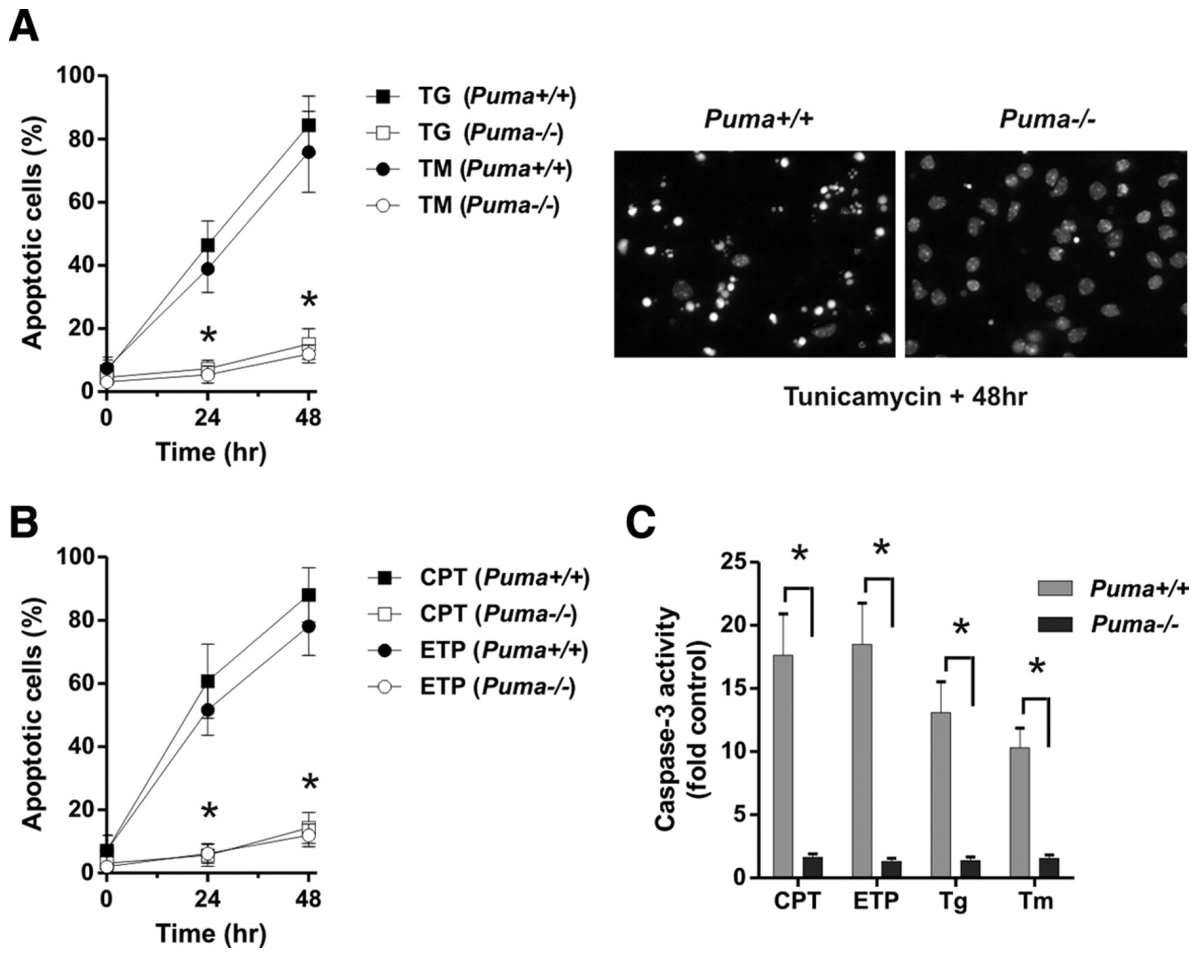 A
100
80
60
40
20
0
Apoptotic cells (%)
0 24 48
Time (hr)
TG (Puma+/+)
TG (Puma-/-)
TM (Puma+/+)
TM (Puma-/-)
*
*
Puma+/+ Puma-/-
Tunicamycin + 48hr
B
100
80
60
40
20
0
Apoptotic cells (%)
0 24 48
Time (hr)
CPT (Puma+/+)
CPT (Puma-/-)
ETP (Puma+/+)
ETP (Puma-/-)
*
*
C
25
20
15
10
5
0
Caspase-3 activity
(fold control)
* * * *
Puma+/+
Puma-/-
CPT ETP Tg Tm